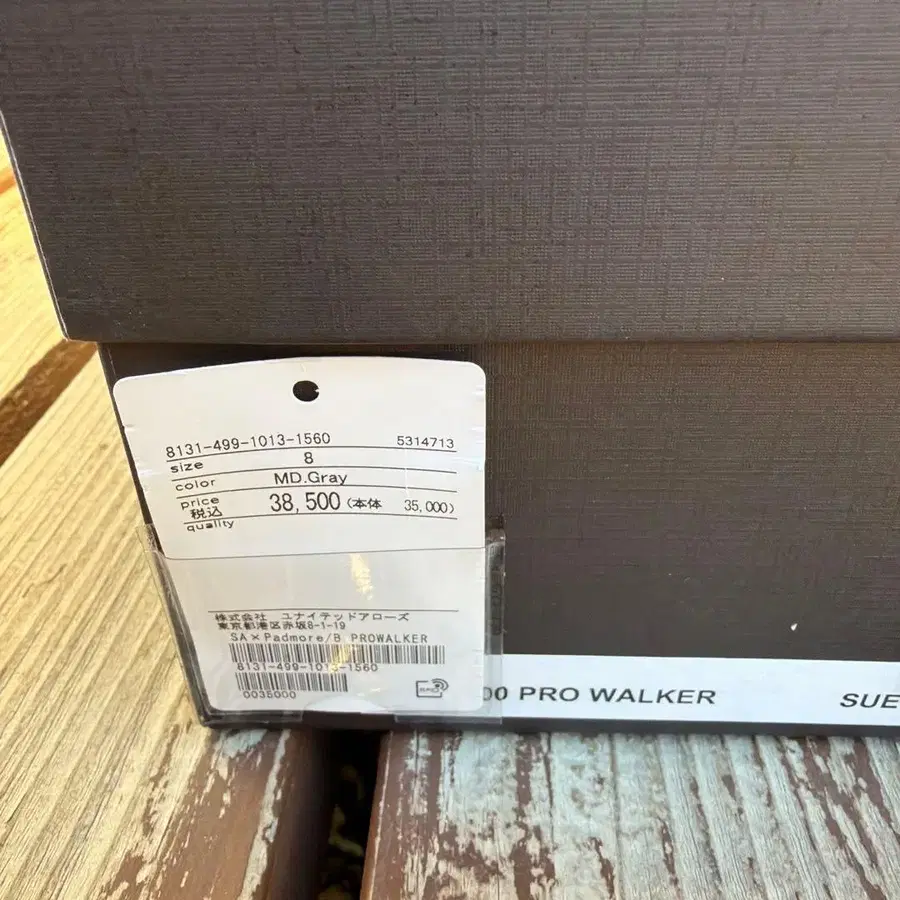 8131-499-1013-1560 5314713
size 8
color MD.Gray
price 38,500 (本体 35,000)
税込
quality
株式会社 ユナイテッドアローズ
東京都港区赤坂8-1-19
SA×Padmore/B PROWALKER
8131-499-1013-1560
0035000
00 PRO WALKER SUE